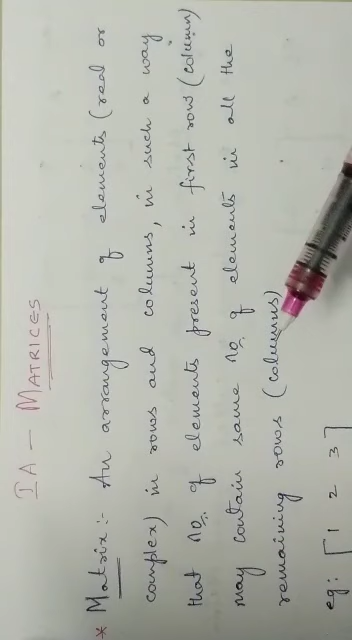 IA - MATRICES
* Matrix :- An arrangement of elements (real or
complex) in rows and columns, in such a way
that no. of elements present in first row (column)
may contain same no. of elements in all the
remaining rows (columns)
eg: [ 1 2 3 ]